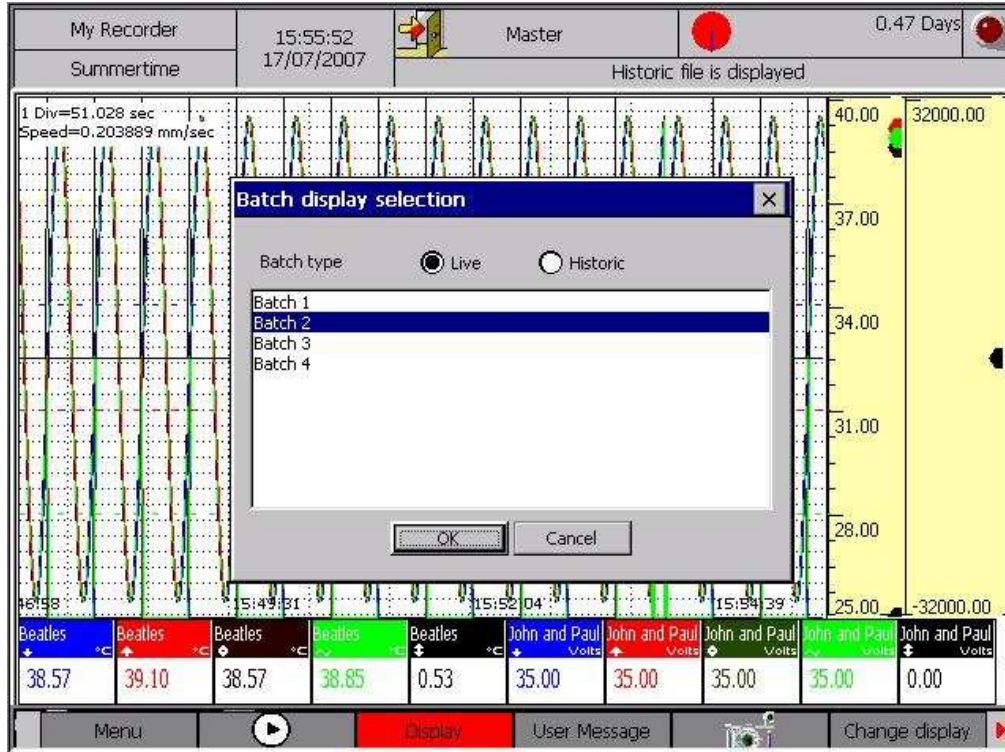 My Recorder
Summertime
15:55:52
17/07/2007
Master
0.47 Days
Historic file is displayed
1 Div=51.028 sec
Speed=0.203889 mm/sec
40.00
37.00
34.00
31.00
28.00
25.00
32000.00
-32000.00
Batch display selection
Batch type
Live
Historic
Batch 1
Batch 2
Batch 3
Batch 4
OK
Cancel
46:58
15:49:31
15:52:04
15:54:39
Beatles Beatles Beatles Beatles Beatles John and Paul John and Paul John and Paul John and Paul John and Paul
°C °C °C °C °C Volts Volts Volts Volts Volts
38.57 39.10 38.57 38.85 0.53 35.00 35.00 35.00 35.00 0.00
Menu
Display
User Message
Change display